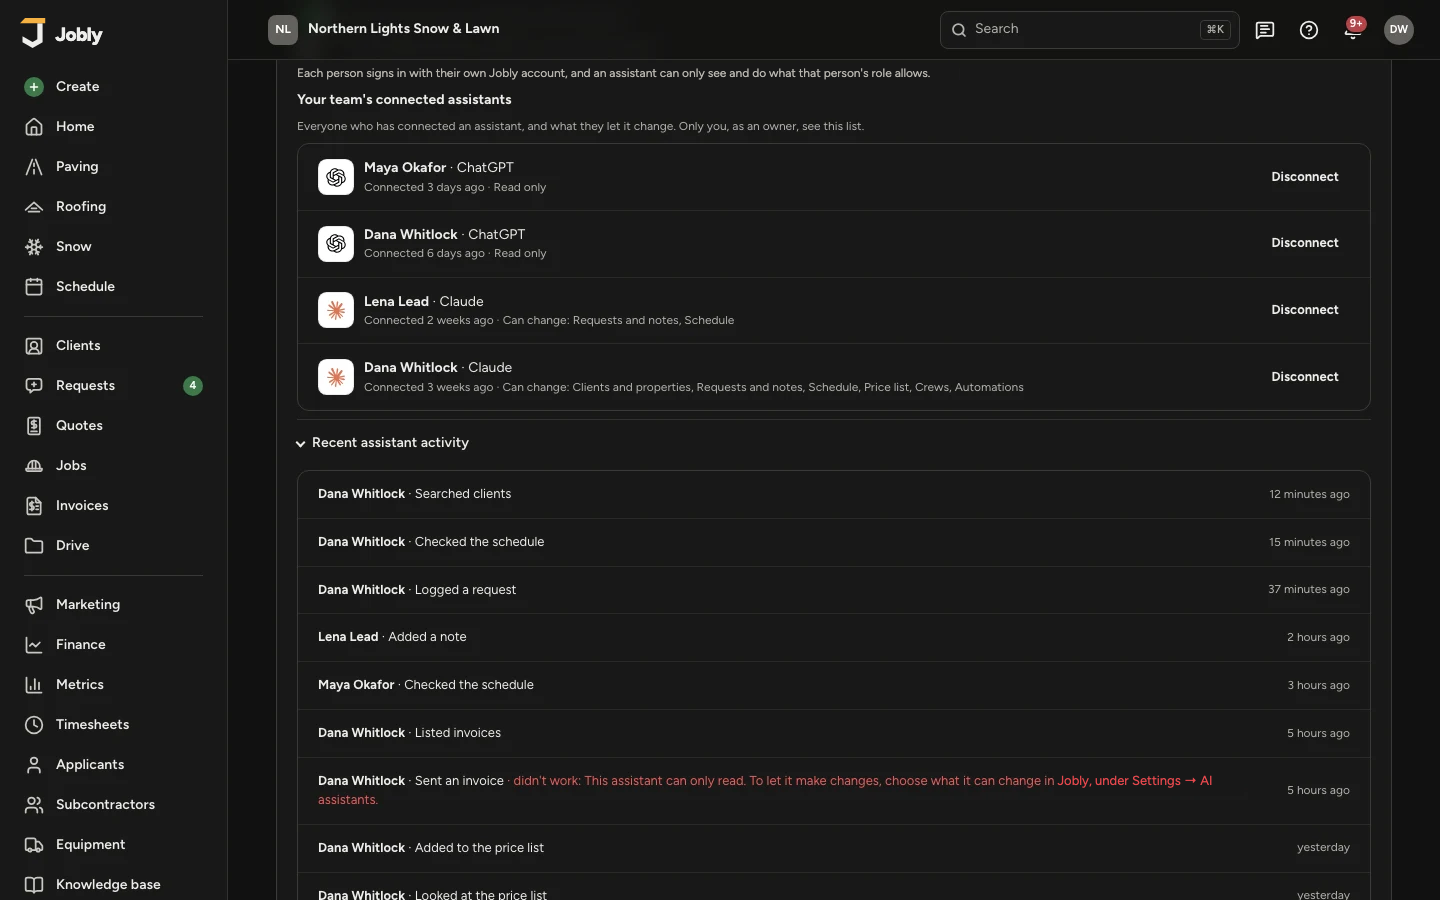 Jobly
NL
Northern Lights Snow & Lawn
Search
⌘K
9+
DW
Create
Home
Paving
Roofing
Snow
Schedule
Clients
Requests
4
Quotes
Jobs
Invoices
Drive
Marketing
Finance
Metrics
Timesheets
Applicants
Subcontractors
Equipment
Knowledge base
Each person signs in with their own Jobly account, and an assistant can only see and do what that person's role allows.
Your team's connected assistants
Everyone who has connected an assistant, and what they let it change. Only you, as an owner, see this list.
Maya Okafor · ChatGPT
Connected 3 days ago · Read only
Disconnect
Dana Whitlock · ChatGPT
Connected 6 days ago · Read only
Disconnect
Lena Lead · Claude
Connected 2 weeks ago · Can change: Requests and notes, Schedule
Disconnect
Dana Whitlock · Claude
Connected 3 weeks ago · Can change: Clients and properties, Requests and notes, Schedule, Price list, Crews, Automations
Disconnect
Recent assistant activity
Dana Whitlock · Searched clients
12 minutes ago
Dana Whitlock · Checked the schedule
15 minutes ago
Dana Whitlock · Logged a request
37 minutes ago
Lena Lead · Added a note
2 hours ago
Maya Okafor · Checked the schedule
3 hours ago
Dana Whitlock · Listed invoices
5 hours ago
Dana Whitlock · Sent an invoice · didn't work: This assistant can only read. To let it make changes, choose what it can change in Jobly, under Settings → AI
assistants.
5 hours ago
Dana Whitlock · Added to the price list
yesterday
Dana Whitlock · Looked at the price list
yesterday